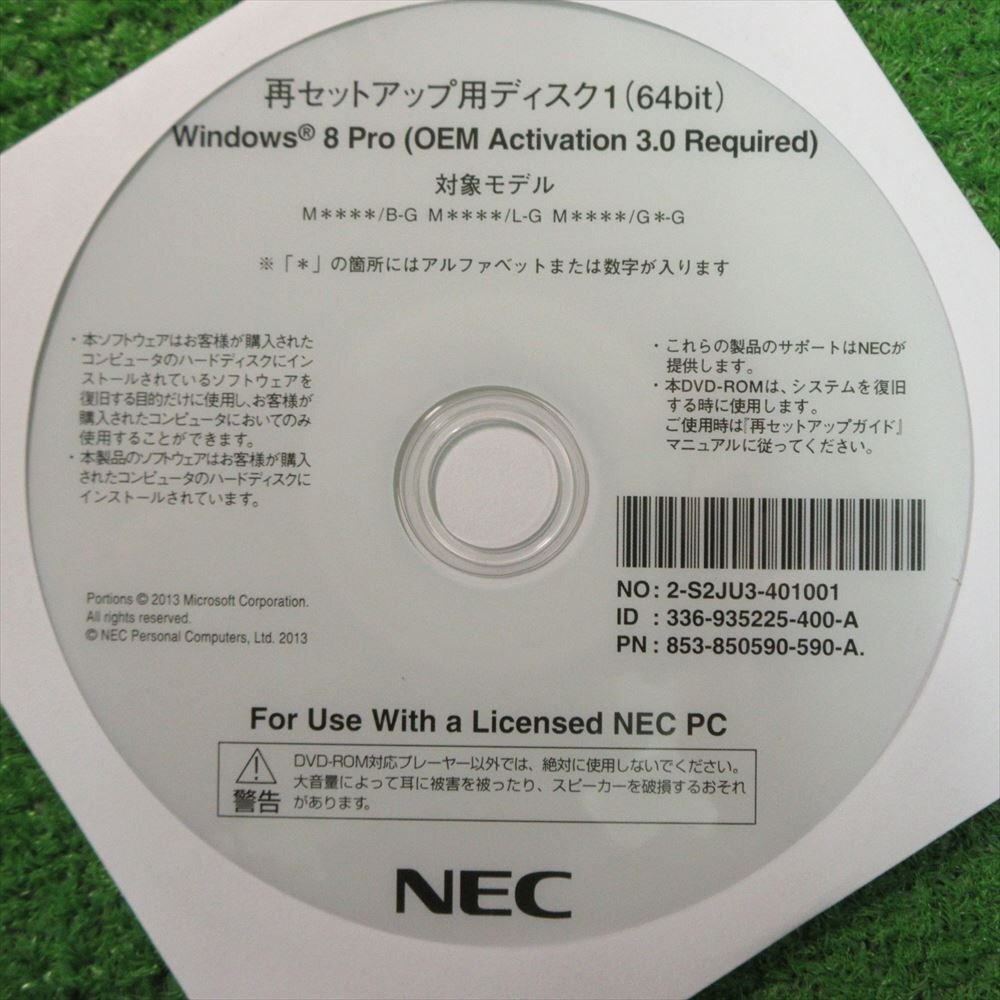 再セットアップ用ディスク1(64bit)
Windows® 8 Pro (OEM Activation 3.0 Required)
対象モデル
M＊＊＊＊/B-G M＊＊＊＊/L-G M＊＊＊＊/G＊-G
※「＊」の箇所にはアルファベットまたは数字が入ります
・本ソフトウェアはお客様が購入された
コンピュータのハードディスクにイン
ストールされているソフトウェアを
復旧する目的だけに使用し、お客様が
購入されたコンピュータにおいてのみ
使用することができます。
・本製品のソフトウェアはお客様が購入
されたコンピュータのハードディスクに
インストールされています。
・これらの製品のサポートはNECが
提供します。
・本DVD-ROMは、システムを復旧
する時に使用します。
ご使用時は『再セットアップガイド』
マニュアルに従ってください。
NO : 2-S2JU3-401001
ID : 336-935225-400-A
PN : 853-850590-590-A.
Portions © 2013 Microsoft Corporation.
All rights reserved.
© NEC Personal Computers, Ltd. 2013
For Use With a Licensed NEC PC
警告
DVD-ROM対応プレーヤー以外では、絶対に使用しないでください。
大音量によって耳に被害を被ったり、スピーカーを破損するおそれ
があります。
NEC